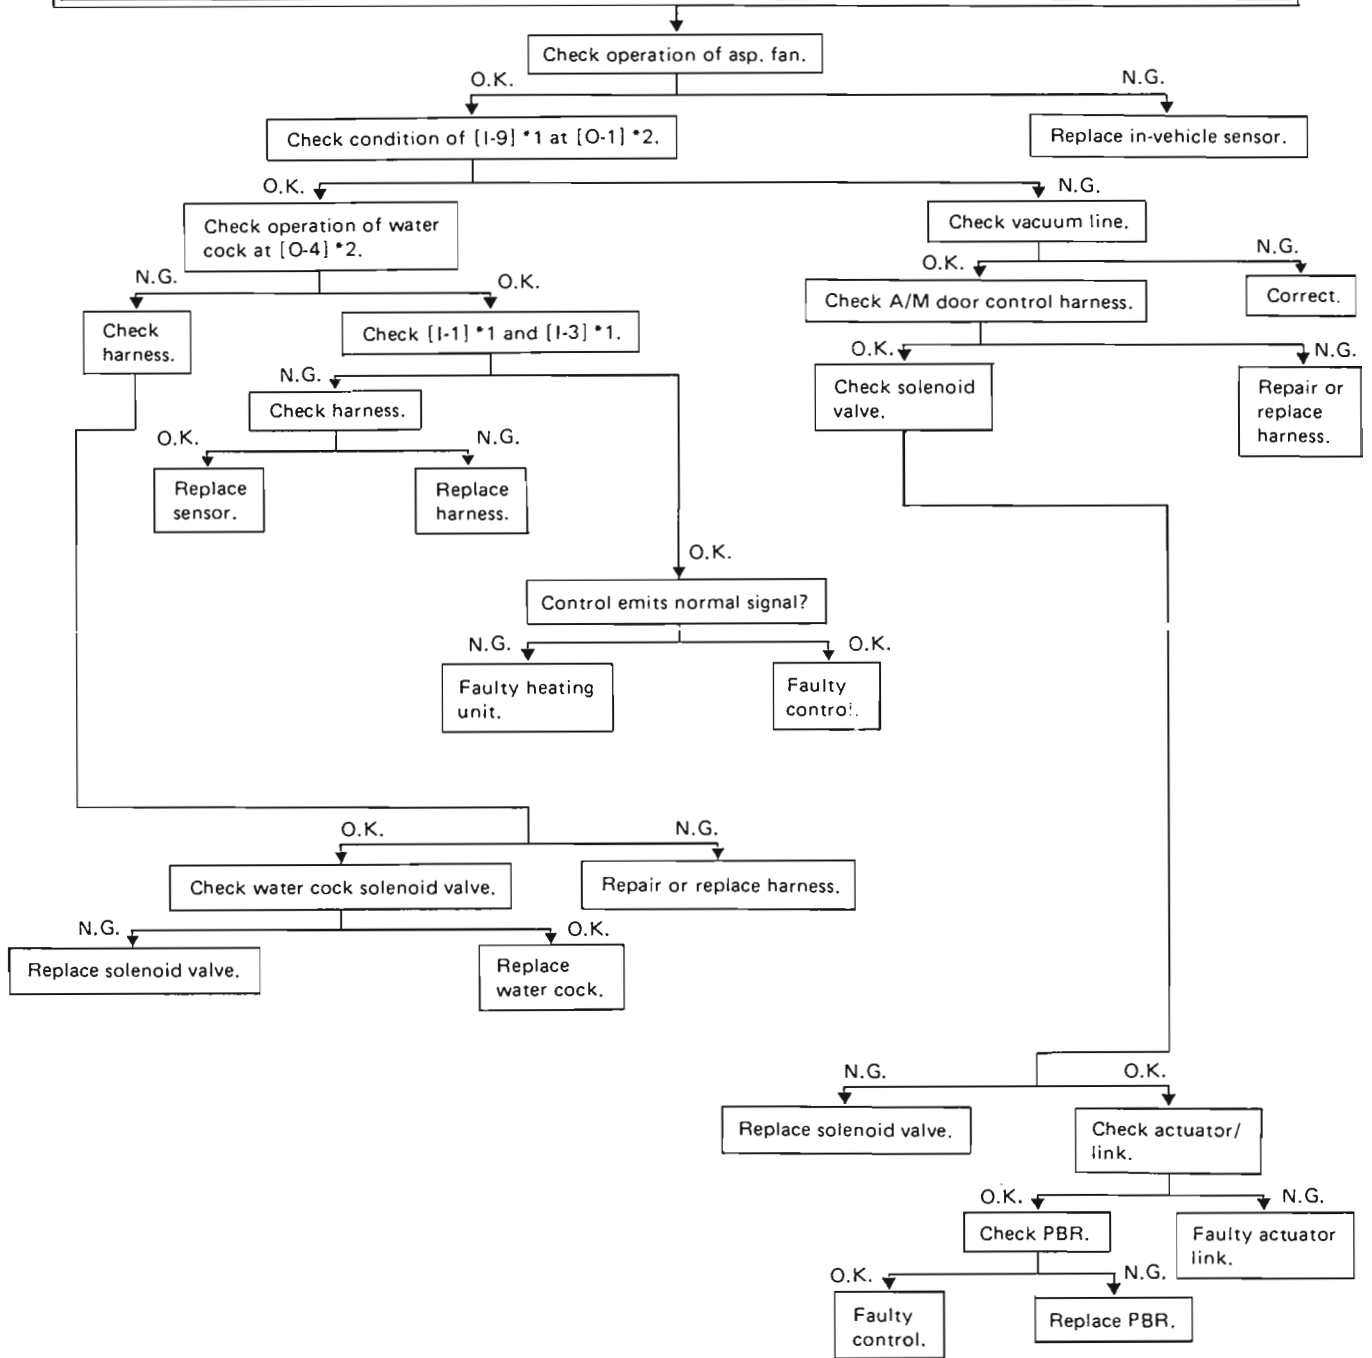 Check operation of asp. fan.
O.K.
N.G.
Check condition of [I-9] *1 at [O-1] *2.
Replace in-vehicle sensor.
O.K.
N.G.
Check operation of water
cock at [O-4] *2.
Check vacuum line.
N.G.
O.K.
O.K.
N.G.
Check
harness.
Check [I-1] *1 and [I-3] *1.
Check A/M door control harness.
Correct.
N.G.
O.K.
N.G.
Check harness.
Check solenoid
valve.
Repair or
replace
harness.
O.K.
N.G.
Replace
sensor.
Replace
harness.
O.K.
Control emits normal signal?
N.G.
O.K.
Faulty heating
unit.
Faulty
control.
O.K.
N.G.
Check water cock solenoid valve.
Repair or replace harness.
N.G.
O.K.
Replace solenoid valve.
Replace
water cock.
N.G.
O.K.
Replace solenoid valve.
Check actuator/
link.
O.K.
N.G.
Check PBR.
Faulty actuator
link.
O.K.
N.G.
Faulty
control.
Replace PBR.